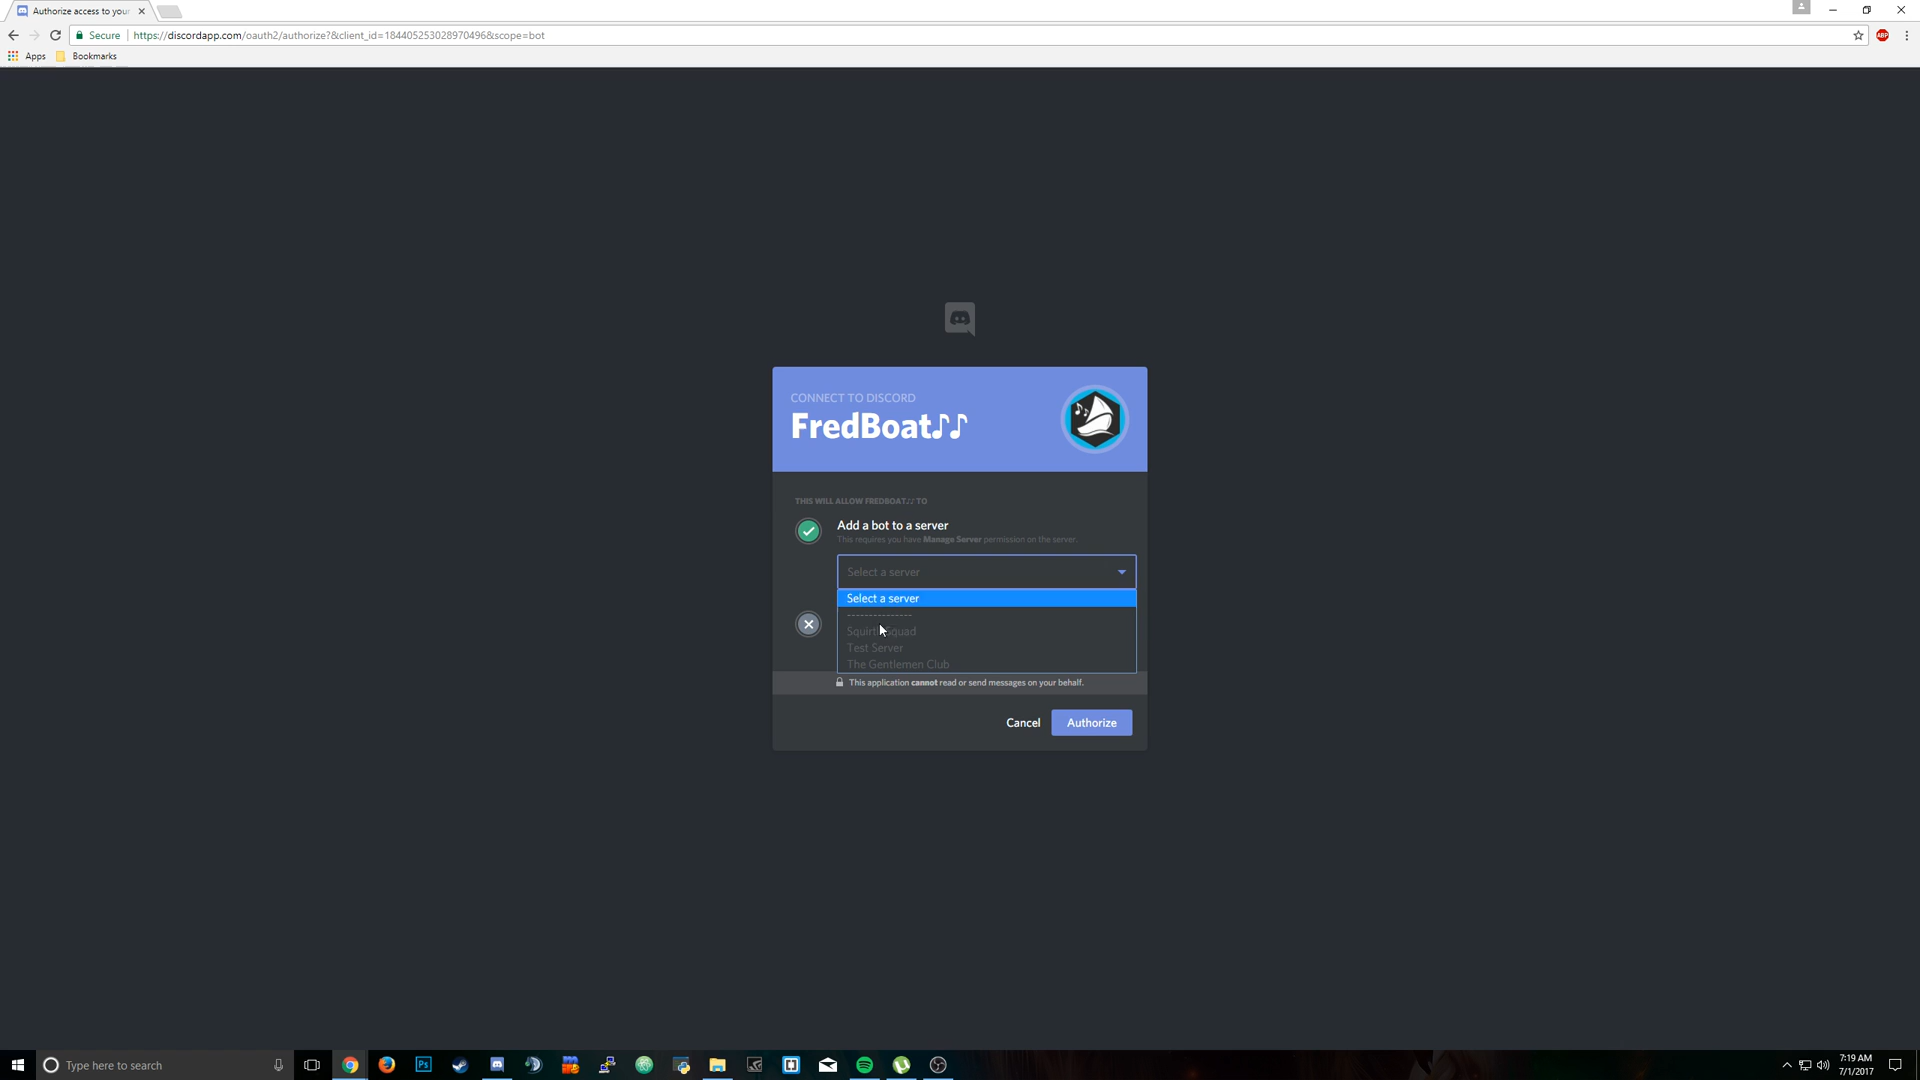 Authorize access to your
Secure | https://discordapp.com/oauth2/authorize?&client_id=184405253028970496&scope=bot
ABP
Apps Bookmarks
CONNECT TO DISCORD
FredBoat♪♪
THIS WILL ALLOW FREDBOAT♪♪ TO
Add a bot to a server
This requires you have Manage Server permission on the server.
Select a server
Select a server
---------------
Squirtle Squad
Test Server
The Gentlemen Club
This application cannot read or send messages on your behalf.
Cancel Authorize
Type here to search
Ps
7:19 AM
7/1/2017